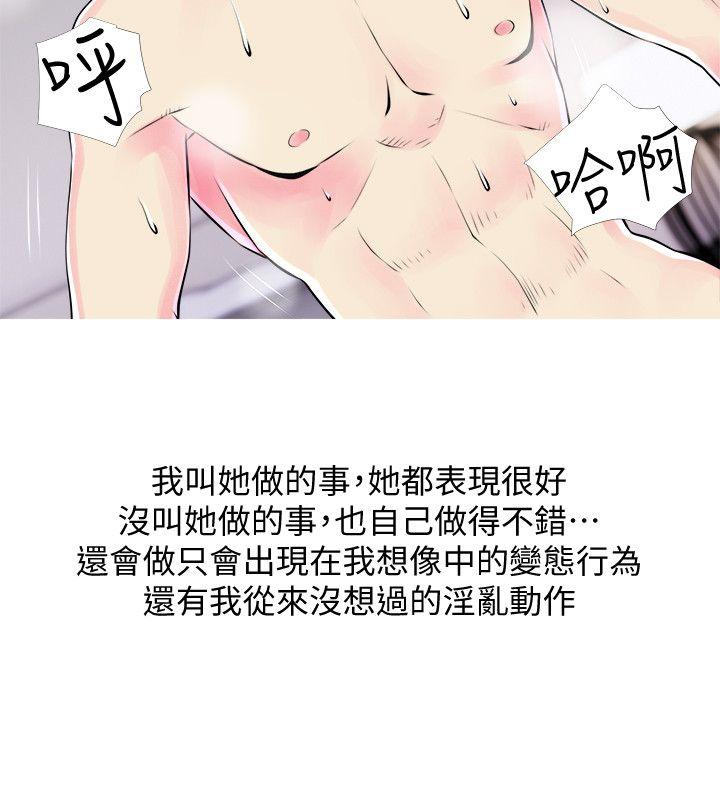 呼
哈啊
我叫她做的事，她都表現很好
沒叫她做的事，也自己做得不錯…
還會做只會出現在我想像中的變態行為
還有我從來沒想過的淫亂動作